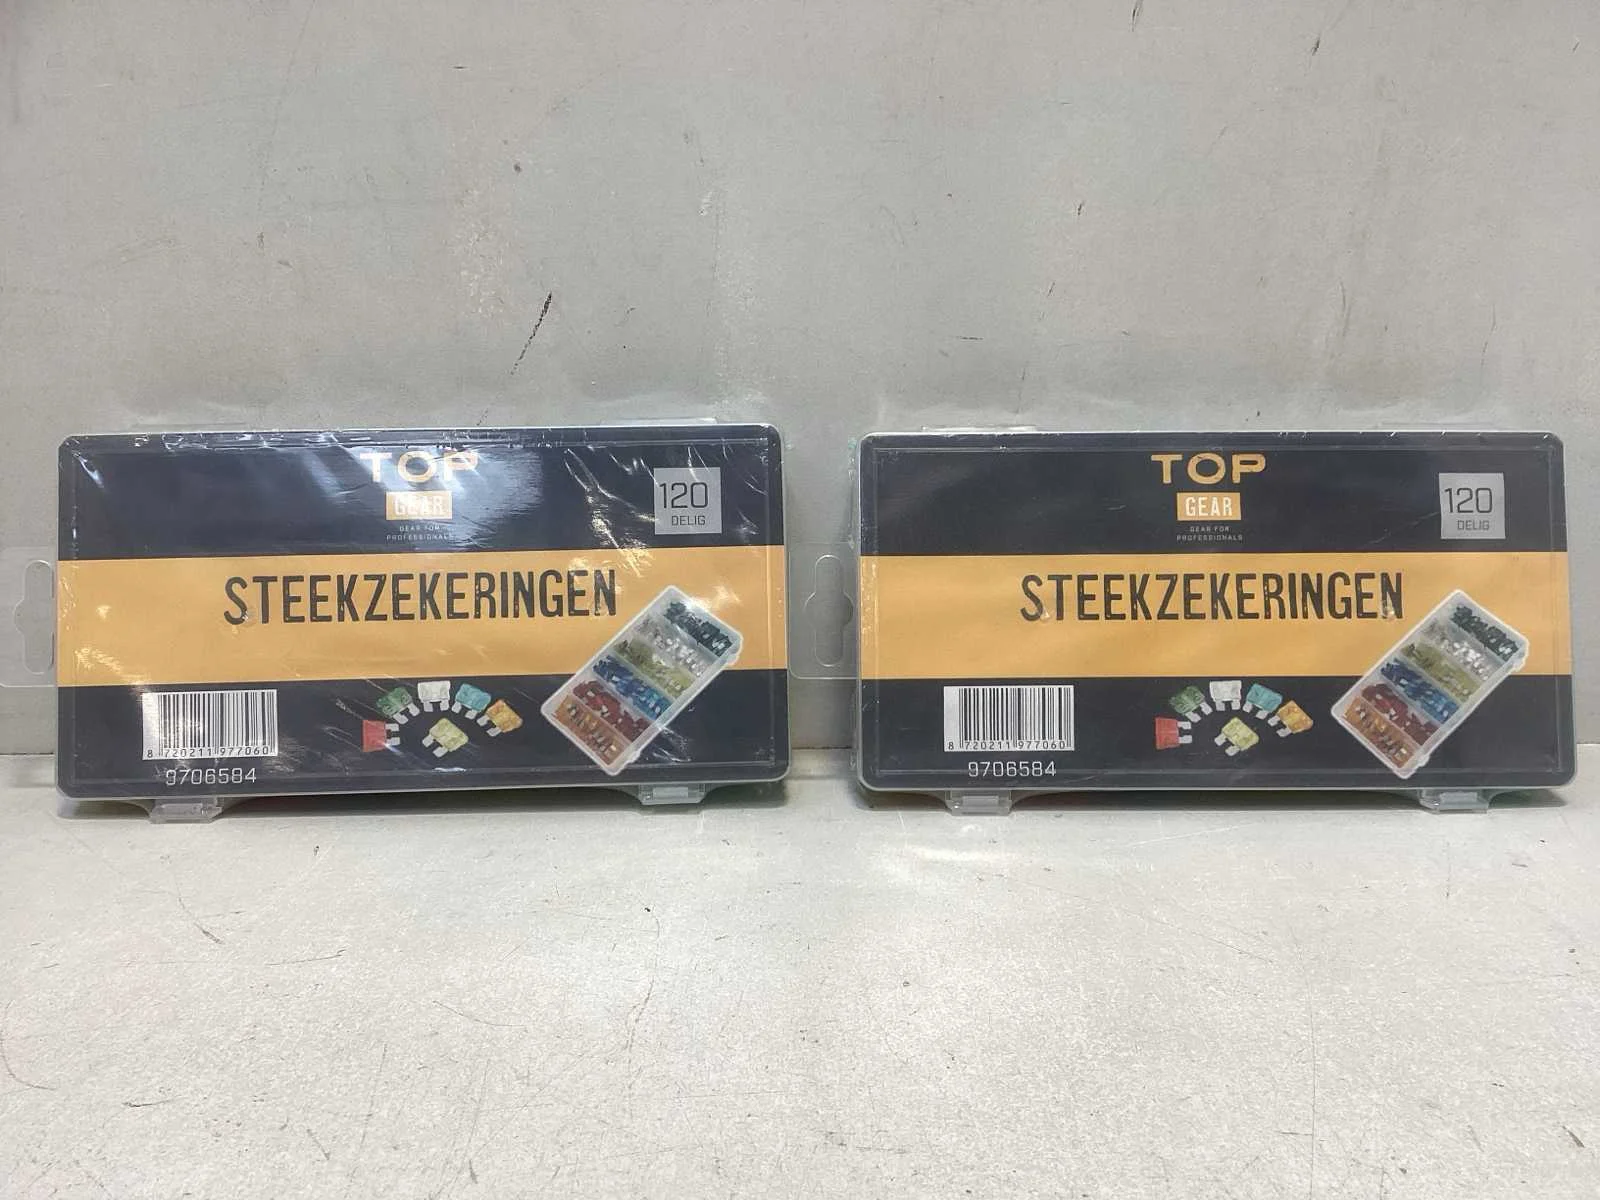 TOP
GEAR
GEAR FOR
PROFESSIONALS
120
DELIG
STEEKZEKERINGEN
8 720211 977060
9706584
TOP
GEAR
GEAR FOR
PROFESSIONALS
120
DELIG
STEEKZEKERINGEN
8 720211 977060
9706584